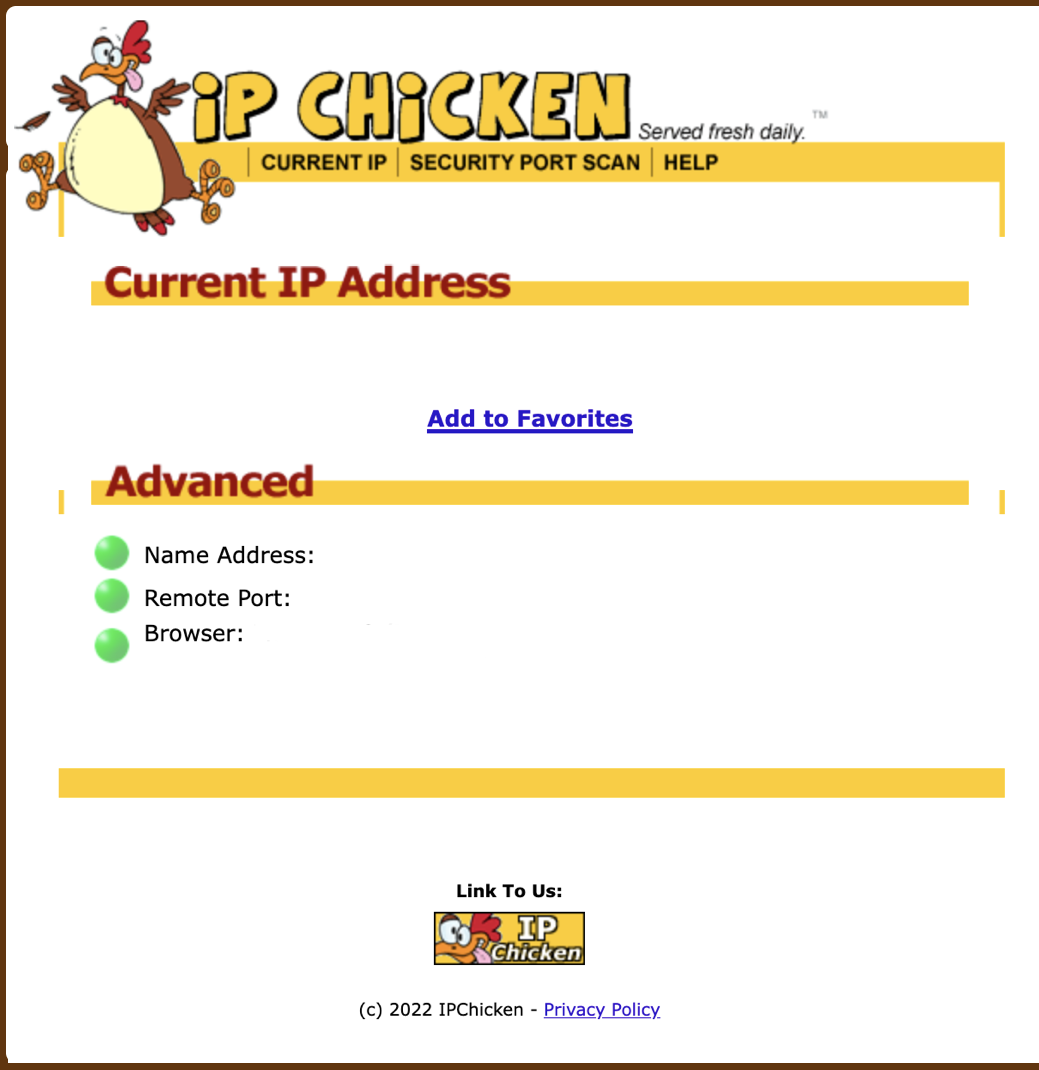 iP CHiCKEN Served fresh daily. ™
CURRENT IP | SECURITY PORT SCAN | HELP
Current IP Address
Add to Favorites
Advanced
Name Address:
Remote Port:
Browser:
Link To Us:
IP
Chicken
(c) 2022 IPChicken - Privacy Policy